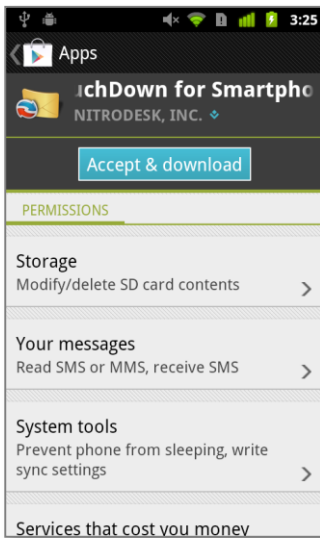 3:25
Apps
uchDown for Smartpho
NITRODESK, INC.
Accept & download
PERMISSIONS
Storage
Modify/delete SD card contents
Your messages
Read SMS or MMS, receive SMS
System tools
Prevent phone from sleeping, write
sync settings
Services that cost you money